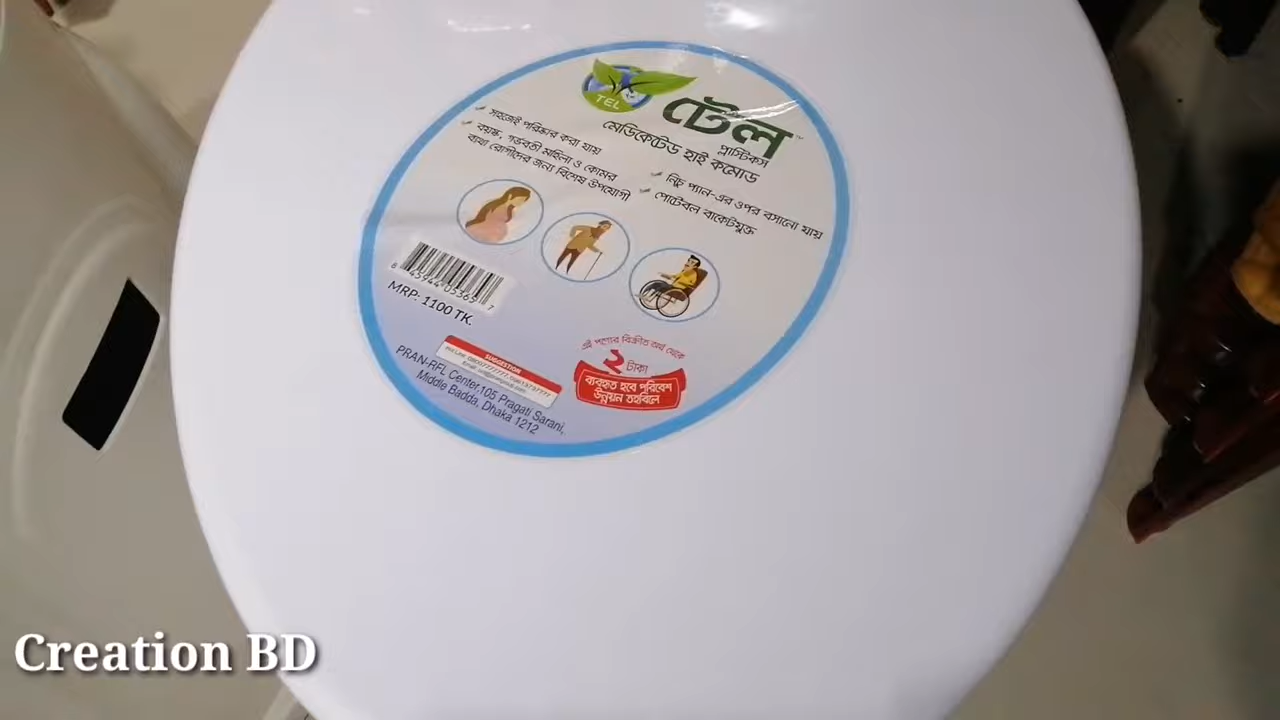 TEL
টেল
প্লাস্টিকস
মেডিকেটেড হাই কমোড
সহজেই পরিষ্কার করা যায়
বয়স্ক, গর্ভবতী মহিলা ও কোমর
ব্যথা রোগীদের জন্য বিশেষ উপযোগী
নিচু প্যান-এর ওপর বসানো যায়
পোর্টেবল বাকেটযুক্ত
MRP: 1100 TK.
SUGGESTION
PRAN-RFL Center,105 Pragati Sarani,
Middle Badda, Dhaka 1212
এই পণ্যের বিক্রীত অর্থ থেকে
২ টাকা
ব্যবহৃত হবে পরিবেশ
উন্নয়ন তহবিলে
Creation BD